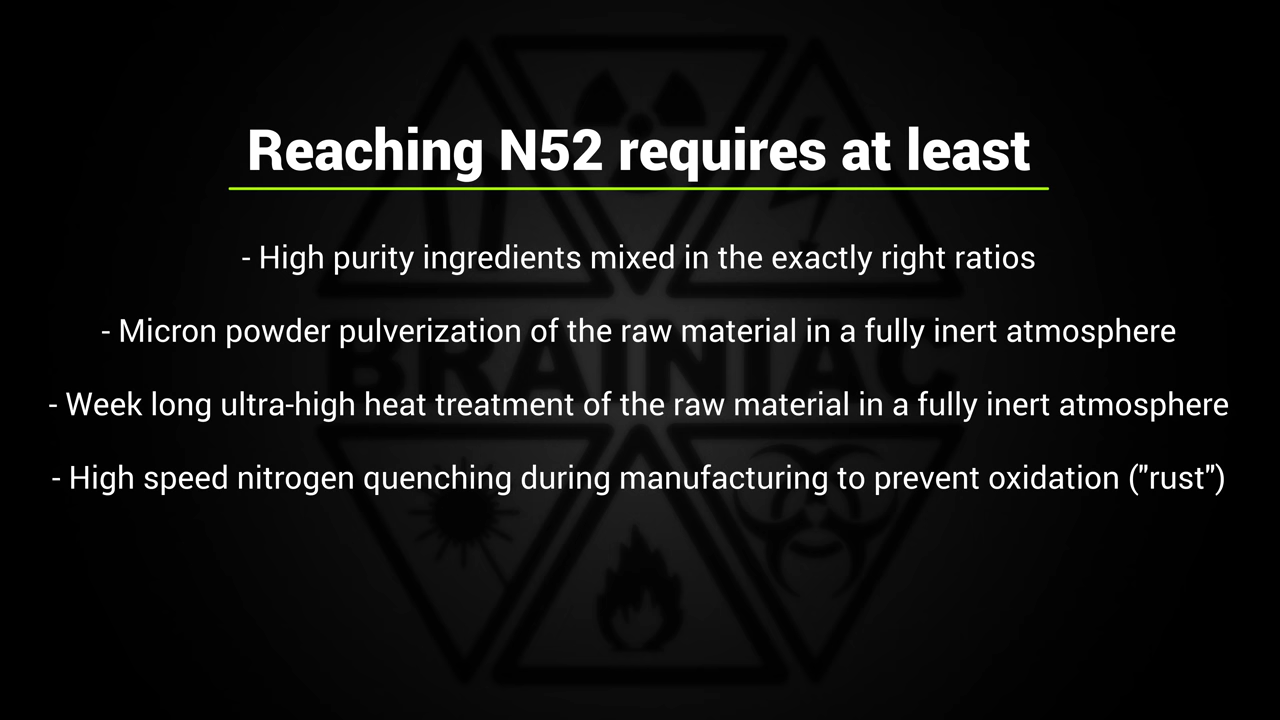 Reaching N52 requires at least
- High purity ingredients mixed in the exactly right ratios
- Micron powder pulverization of the raw material in a fully inert atmosphere
BRAINIAC
- Week long ultra-high heat treatment of the raw material in a fully inert atmosphere
- High speed nitrogen quenching during manufacturing to prevent oxidation ("rust")